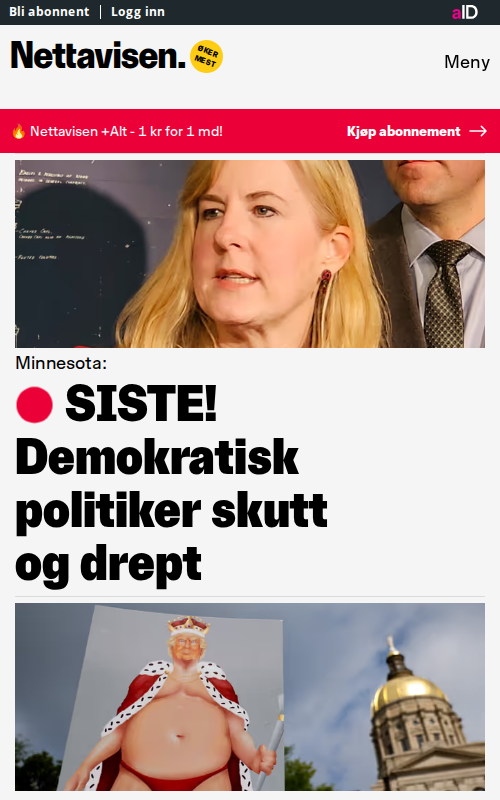 Bli abonnent
Logg inn
aID
Nettavisen.
ØKER
MEST
Meny
🔥 Nettavisen +Alt - 1 kr for 1 md!
Kjøp abonnement →
Minnesota:
🔴 SISTE!
Demokratisk
politiker skutt
og drept